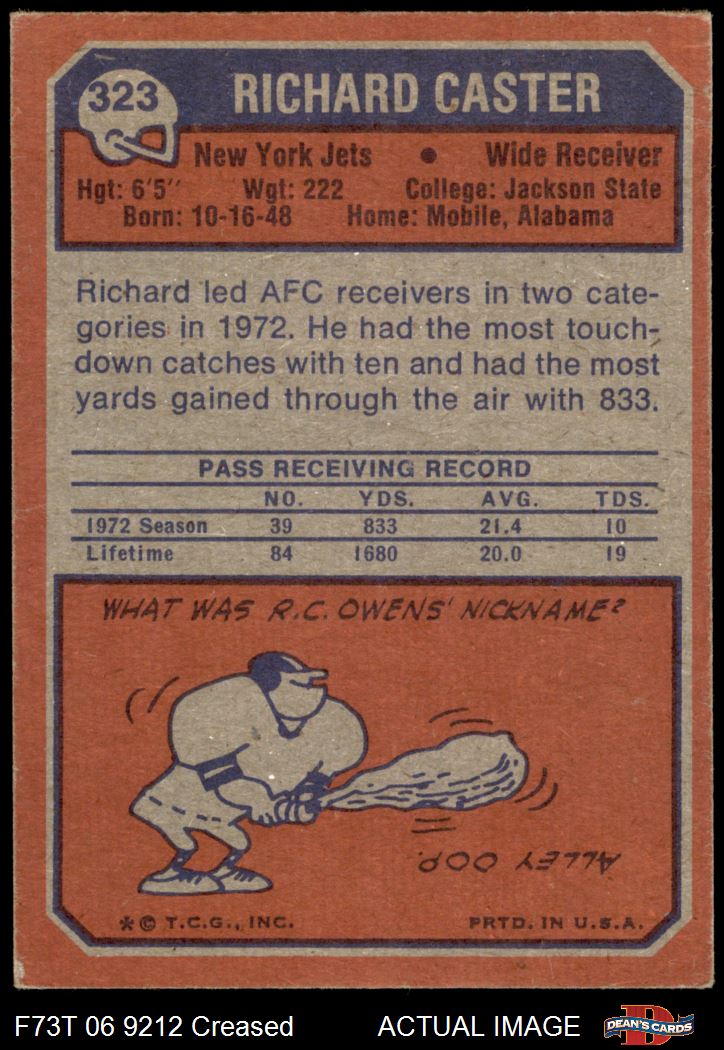 323
RICHARD CASTER
New York Jets • Wide Receiver
Hgt: 6'5" Wgt: 222 College: Jackson State
Born: 10-16-48 Home: Mobile, Alabama
Richard led AFC receivers in two cate-
gories in 1972. He had the most touch-
down catches with ten and had the most
yards gained through the air with 833.
PASS RECEIVING RECORD
NO. YDS. AVG. TDS.
1972 Season 39 833 21.4 10
Lifetime 84 1680 20.0 19
WHAT WAS R.C. OWENS' NICKNAME?
ALLEY OOP.
* © T.C.G., INC. PRTD. IN U.S.A.
F73T 06 9212 Creased ACTUAL IMAGE
D
DEAN'S CARDS